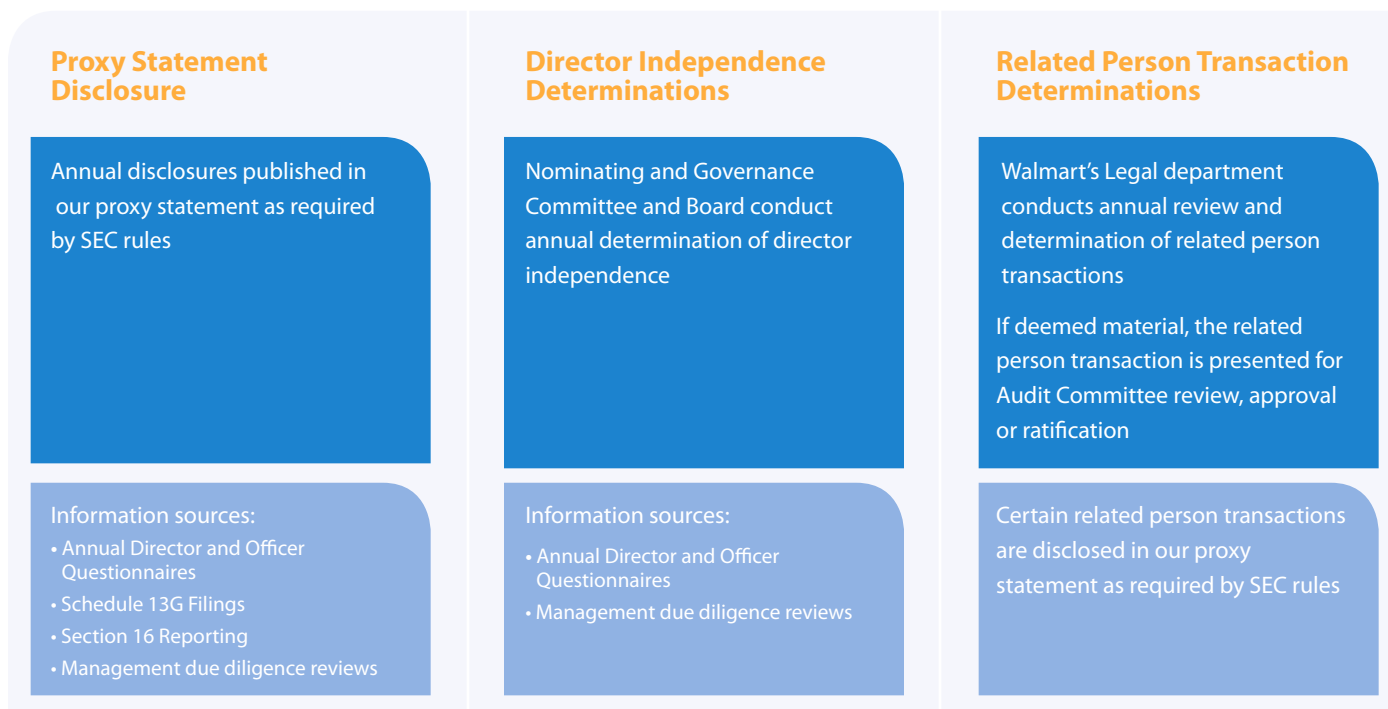 Proxy Statement
Disclosure
Annual disclosures published in
our proxy statement as required
by SEC rules
Information sources:
• Annual Director and Officer
Questionnaires
• Schedule 13G Filings
• Section 16 Reporting
• Management due diligence reviews
Director Independence
Determinations
Nominating and Governance
Committee and Board conduct
annual determination of director
independence
Information sources:
• Annual Director and Officer
Questionnaires
• Management due diligence reviews
Related Person Transaction
Determinations
Walmart’s Legal department
conducts annual review and
determination of related person
transactions
If deemed material, the related
person transaction is presented for
Audit Committee review, approval
or ratification
Certain related person transactions
are disclosed in our proxy
statement as required by SEC rules